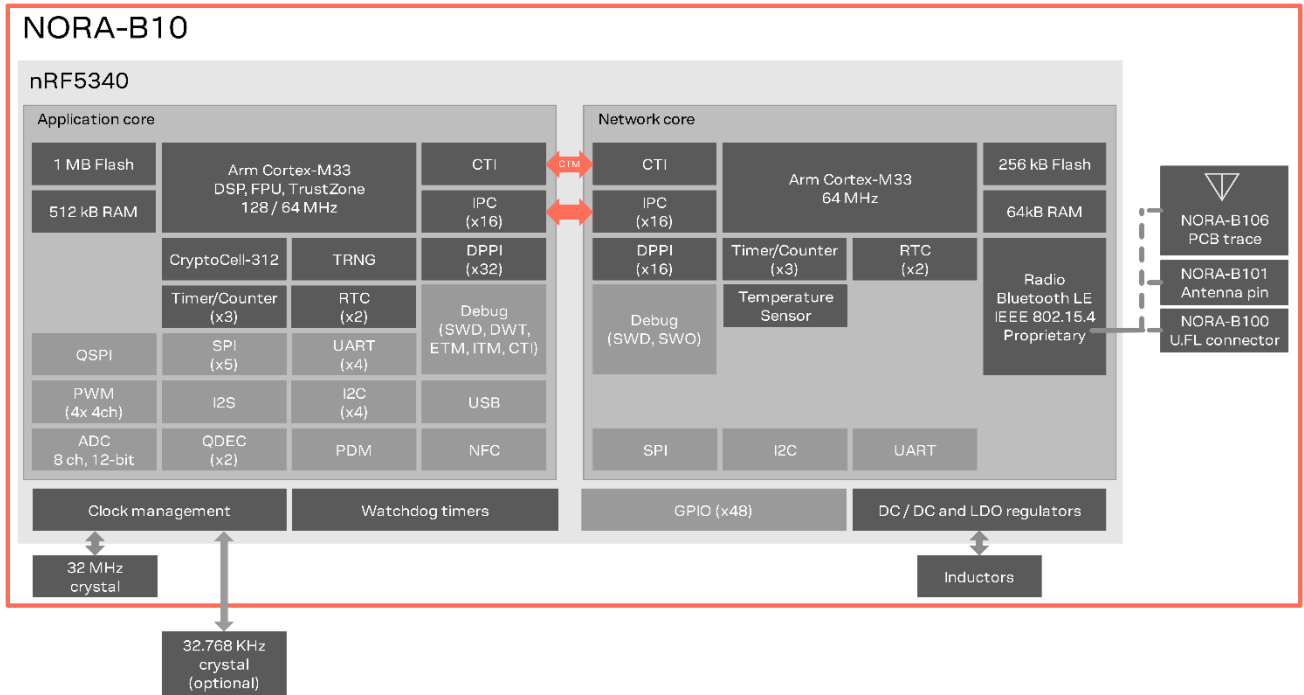 NORA-B10
nRF5340
Application core
1 MB Flash
512 kB RAM
Arm Cortex-M33
DSP, FPU, TrustZone
128 / 64 MHz
CTI
IPC
(x16)
CryptoCell-312
TRNG
DPPI
(x32)
Timer/Counter
(x3)
RTC
(x2)
Debug
(SWD, DWT,
ETM, ITM, CTI)
QSPI
SPI
(x5)
UART
(x4)
PWM
(4x 4ch)
I2S
I2C
(x4)
USB
ADC
8 ch, 12-bit
QDEC
(x2)
PDM
NFC
CTM
Network core
CTI
IPC
(x16)
Arm Cortex-M33
64 MHz
256 kB Flash
64kB RAM
DPPI
(x16)
Timer/Counter
(x3)
RTC
(x2)
Radio
Bluetooth LE
IEEE 802.15.4
Proprietary
Debug
(SWD, SWO)
Temperature
Sensor
SPI
I2C
UART
NORA-B106
PCB trace
NORA-B101
Antenna pin
NORA-B100
U.FL connector
Clock management
Watchdog timers
GPIO (x48)
DC / DC and LDO regulators
32 MHz
crystal
Inductors
32.768 KHz
crystal
(optional)